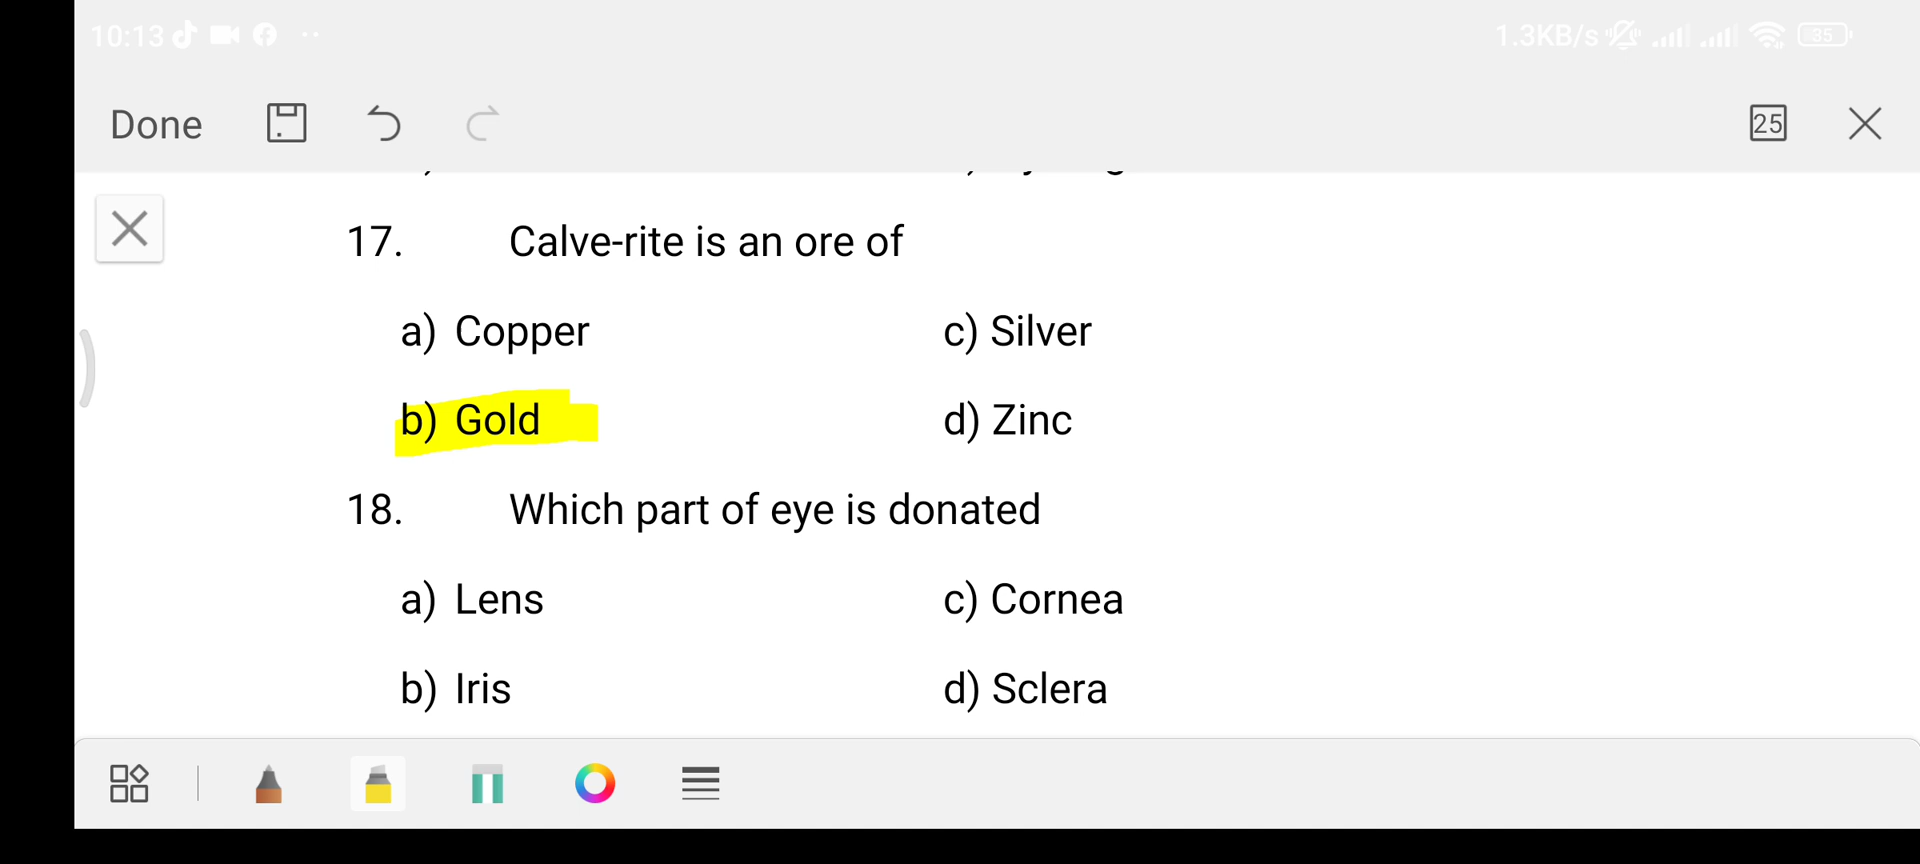 10:13
1.3KB/s
35
Done
25
17. Calve-rite is an ore of
a) Copper c) Silver
b) Gold d) Zinc
18. Which part of eye is donated
a) Lens c) Cornea
b) Iris d) Sclera